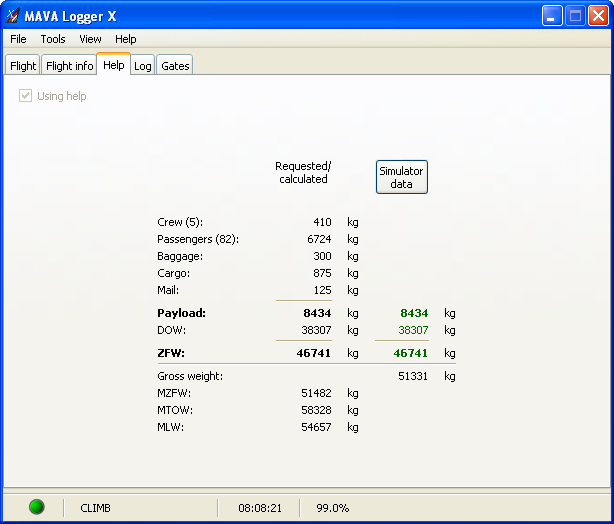 MAVA Logger X
File Tools View Help
Flight Flight info Help Log Gates
Using help
Requested/
calculated
Simulator
data
Crew (5): 410 kg
Passengers (82): 6724 kg
Baggage: 300 kg
Cargo: 875 kg
Mail: 125 kg
Payload: 8434 kg 8434 kg
DOW: 38307 kg 38307 kg
ZFW: 46741 kg 46741 kg
Gross weight: 51331 kg
MZFW: 51482 kg
MTOW: 58328 kg
MLW: 54657 kg
CLIMB 08:08:21 99.0%